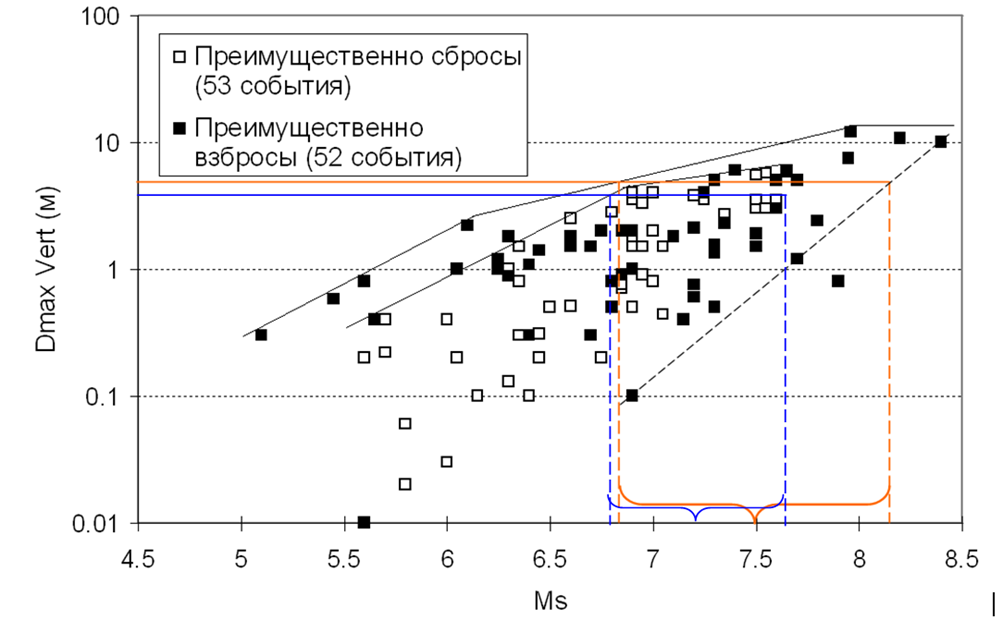 100
10
1
0.1
0.01
Dmax Vert (м)
Преимущественно сбросы
(53 события)
Преимущественно
взбросы (52 события)
4.5 5 5.5 6 6.5 7 7.5 8 8.5
Ms